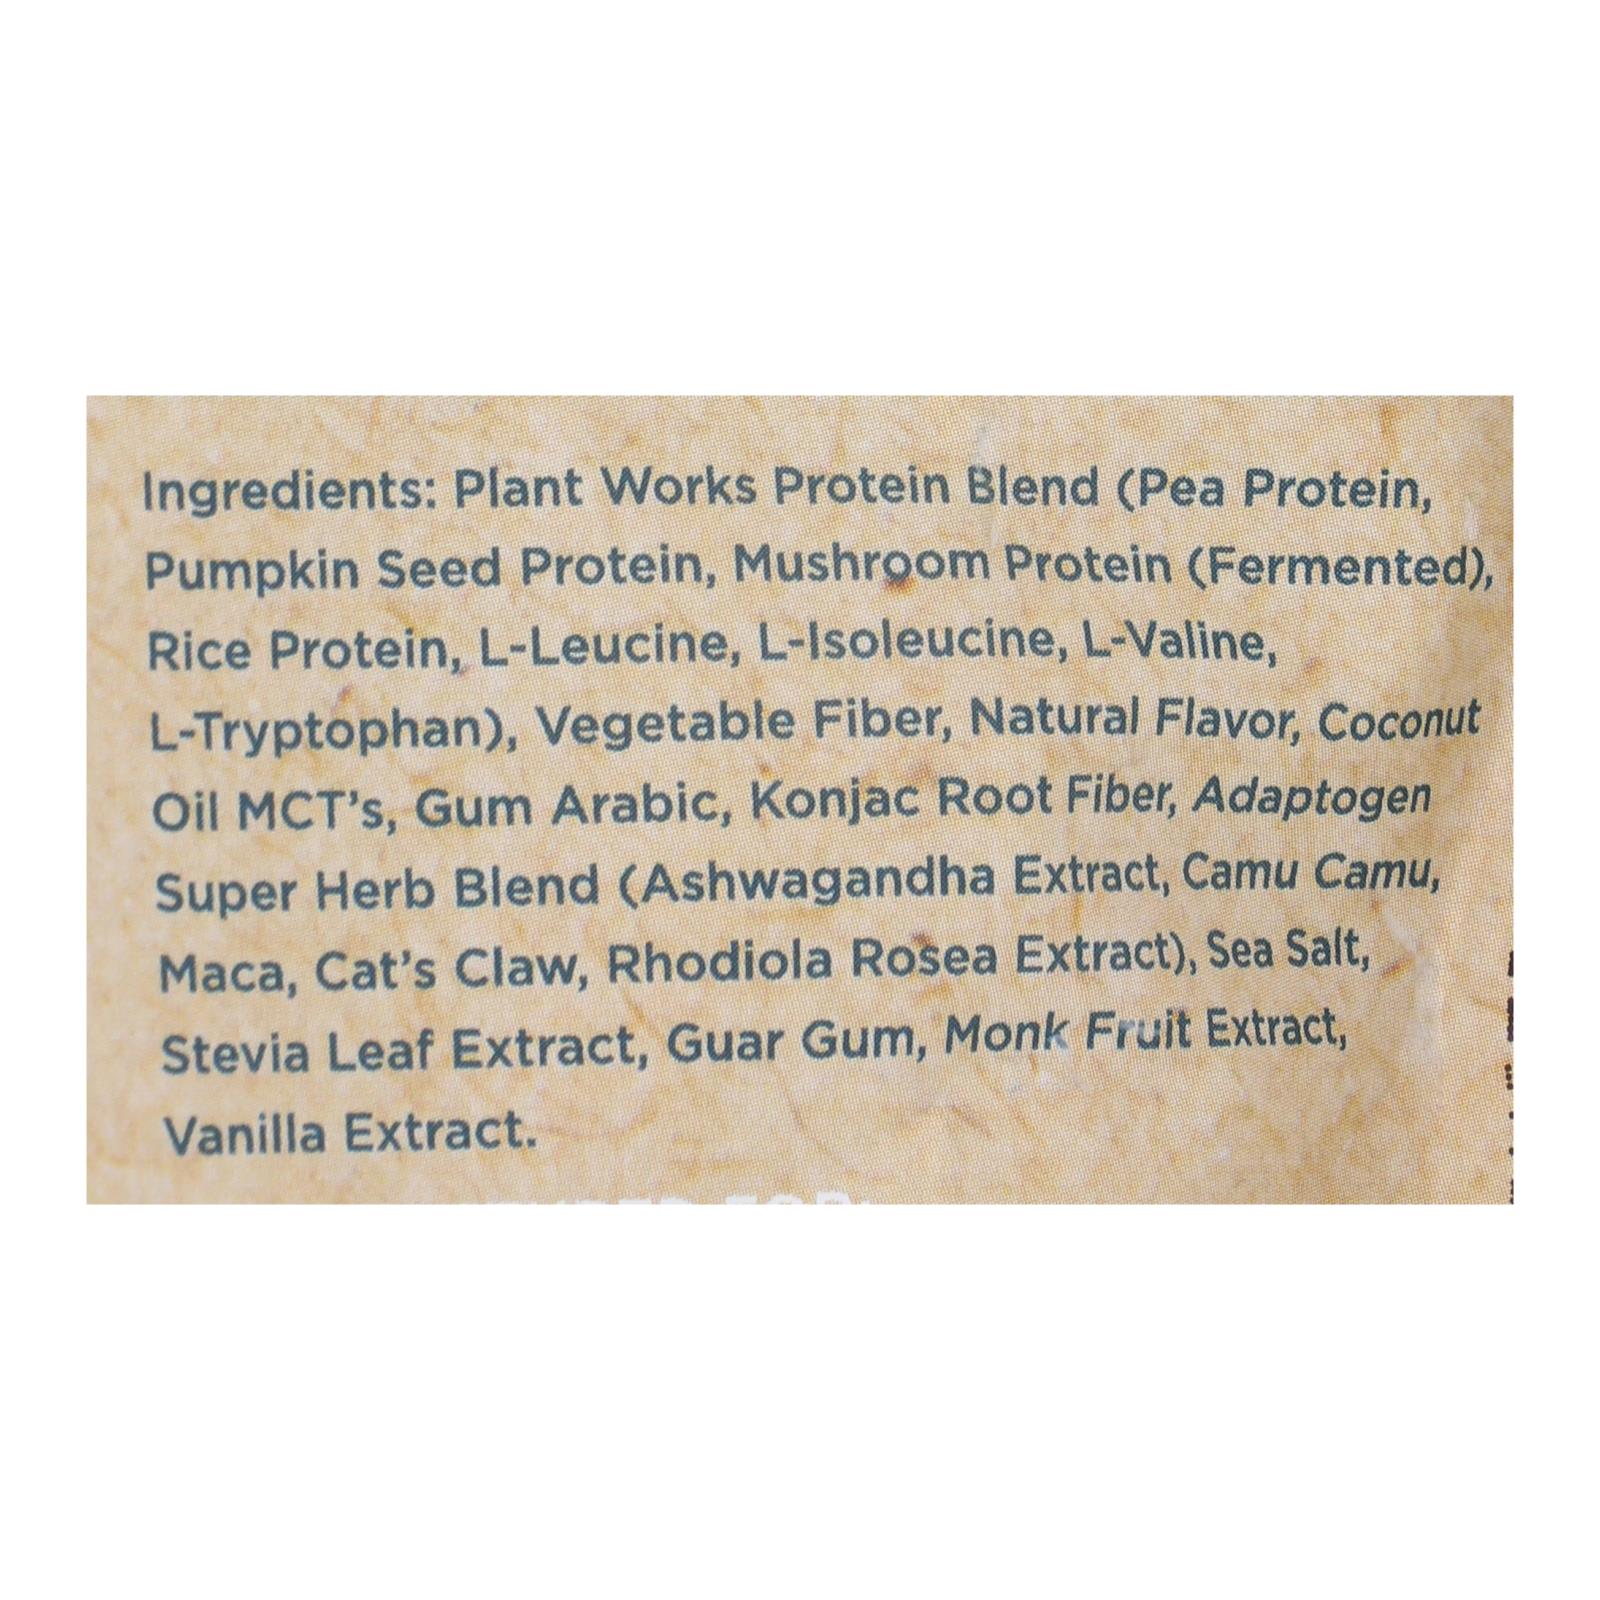 Ingredients: Plant Works Protein Blend (Pea Protein,
Pumpkin Seed Protein, Mushroom Protein (Fermented),
Rice Protein, L-Leucine, L-Isoleucine, L-Valine,
L-Tryptophan), Vegetable Fiber, Natural Flavor, Coconut
Oil MCT's, Gum Arabic, Konjac Root Fiber, Adaptogen
Super Herb Blend (Ashwagandha Extract, Camu Camu,
Maca, Cat's Claw, Rhodiola Rosea Extract), Sea Salt,
Stevia Leaf Extract, Guar Gum, Monk Fruit Extract,
Vanilla Extract.